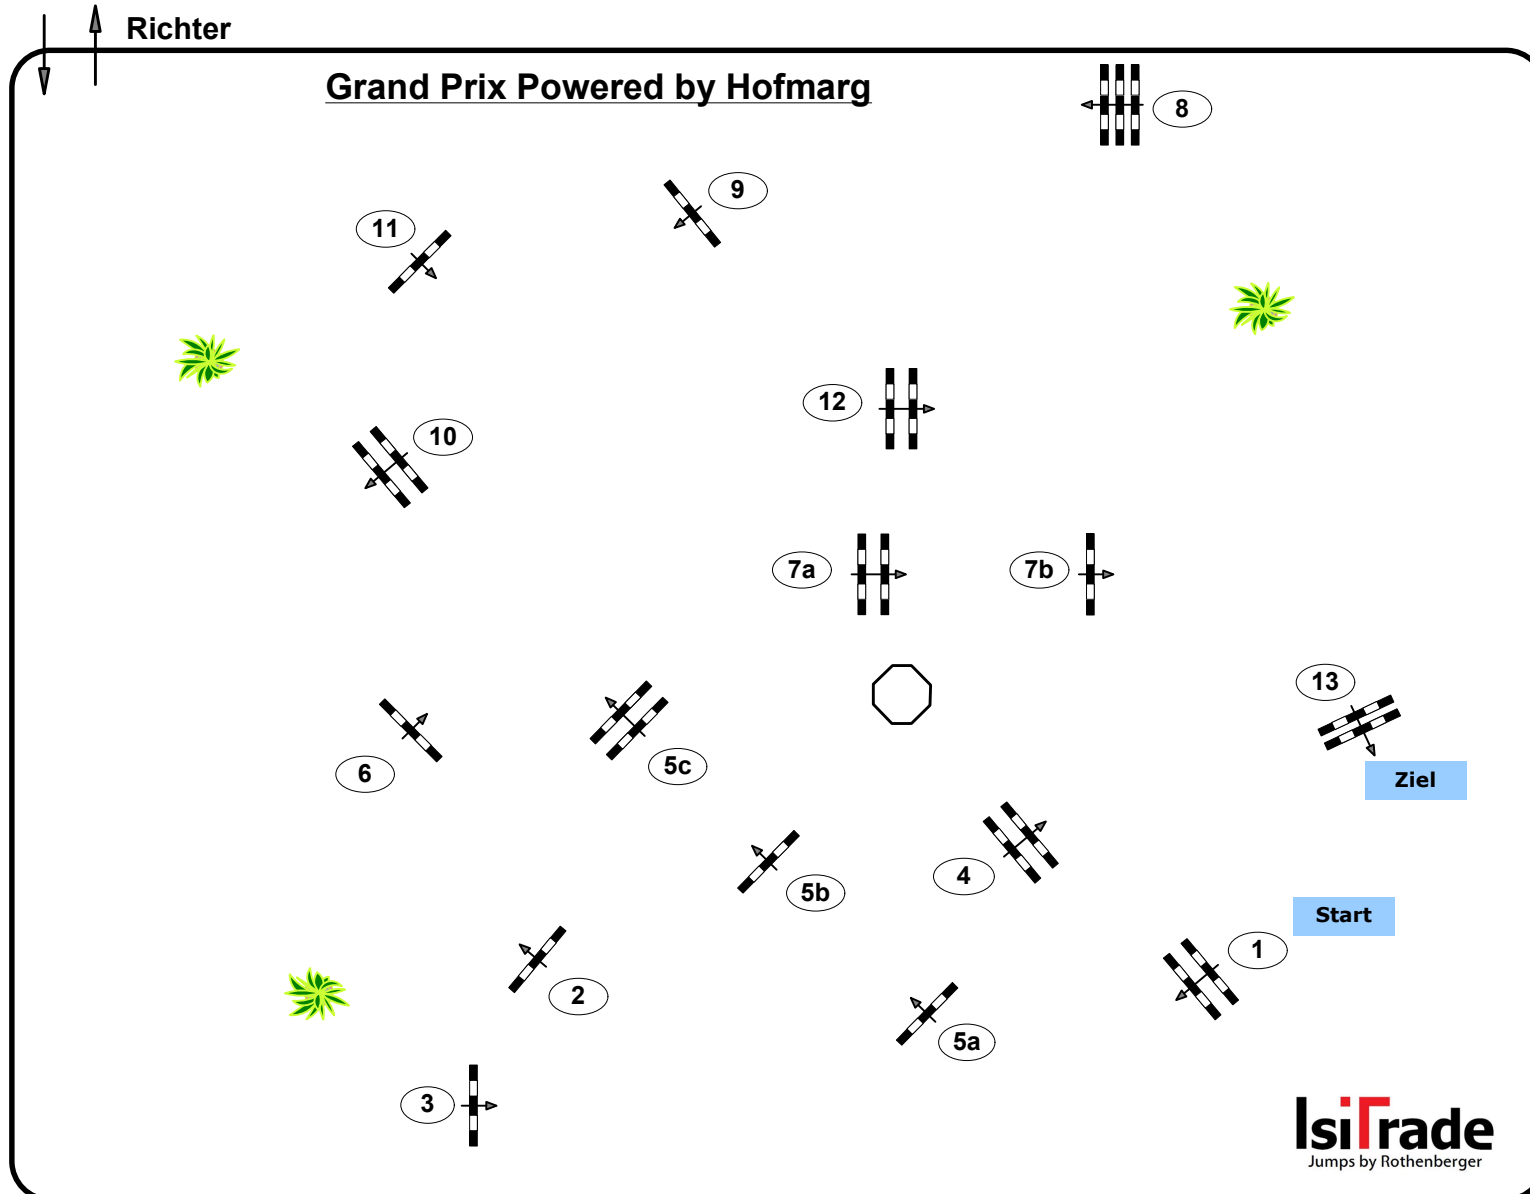 Richter
Grand Prix Powered by Hofmarg
8
9
11
12
10
7a
7b
13
6
5c
Ziel
4
5b
Start
1
2
5a
3
IsiTrade
Jumps by Rothenberger